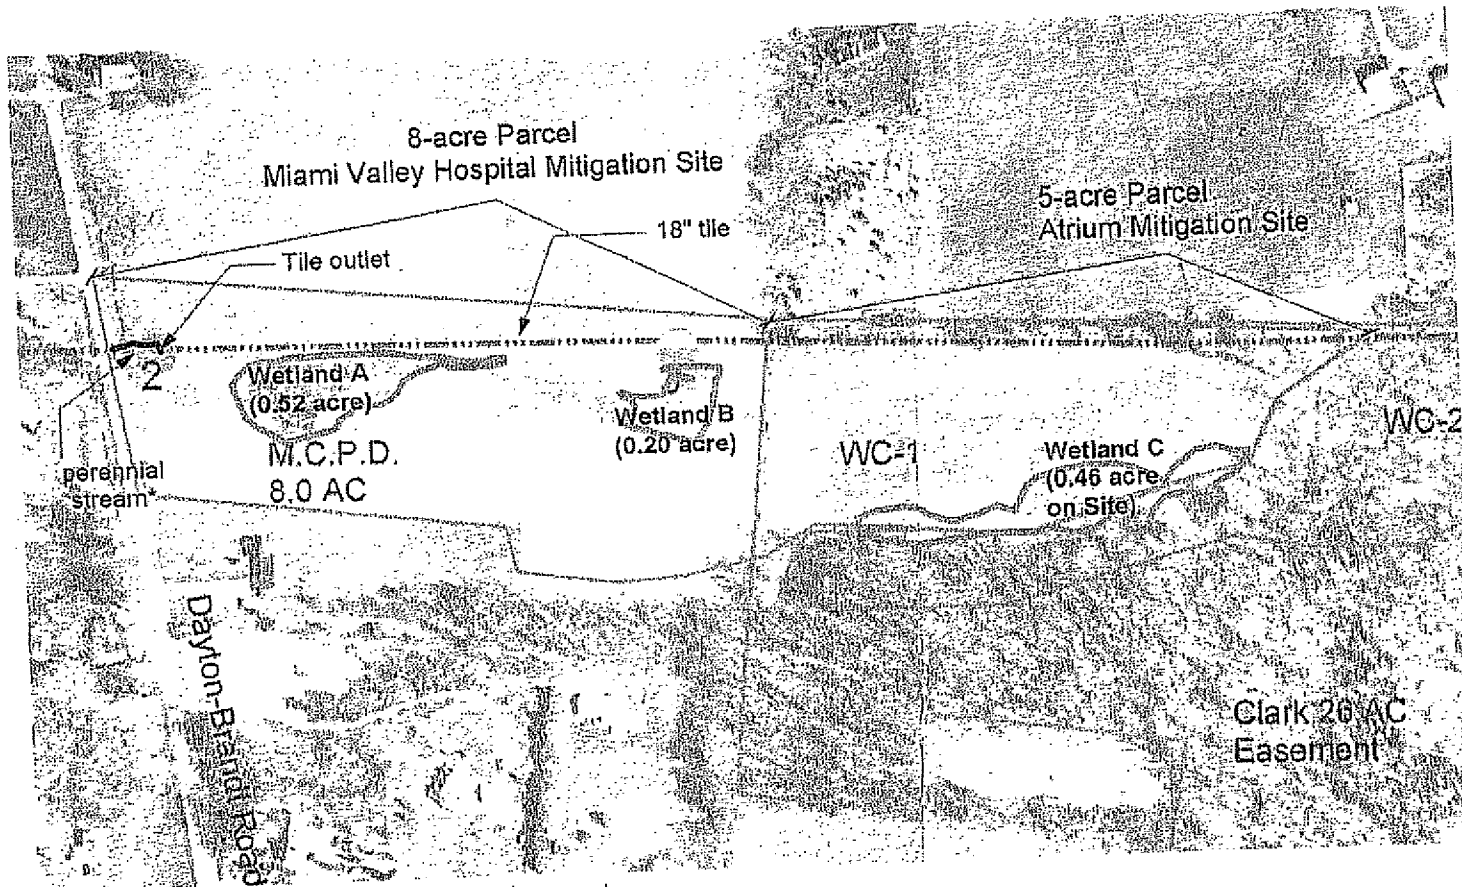 8-acre Parcel
Miami Valley Hospital Mitigation Site
5-acre Parcel
Atrium Mitigation Site
18" tile
Tile outlet
2
Wetland A
(0.52 acre)
Wetland B
(0.20 acre)
WC-1
Wetland C
(0.46 acre
on Site)
WC-2
M.C.P.D.
8.0 AC
perennial
stream*
Dayton-Brandt Road
Clark 26 AC
Easement